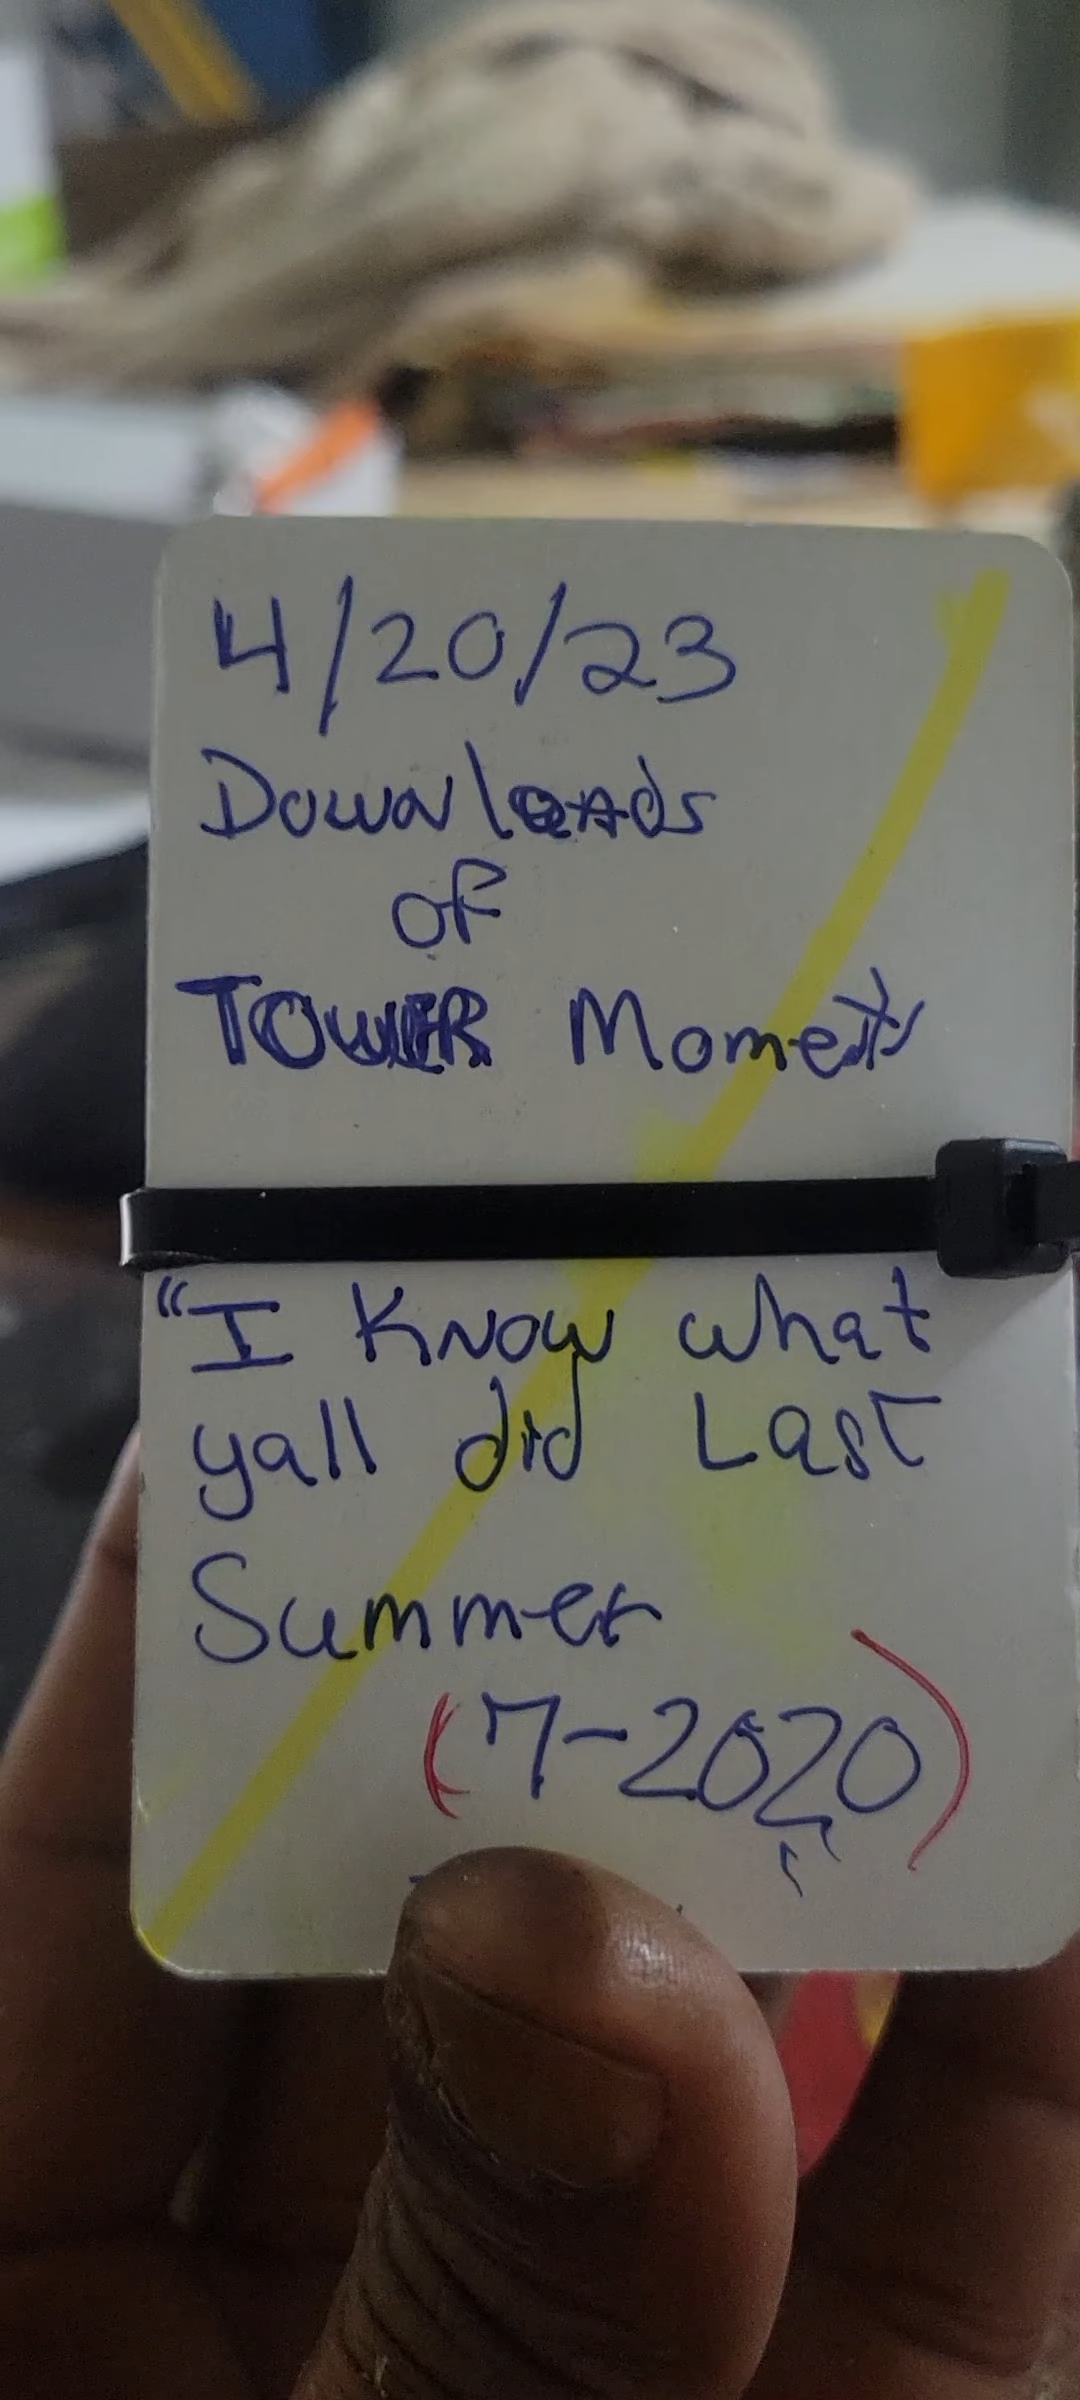 4/20/23
Downloads
of
TOWER Moments
"I Know what
yall did Last
Summer
(7-2020)